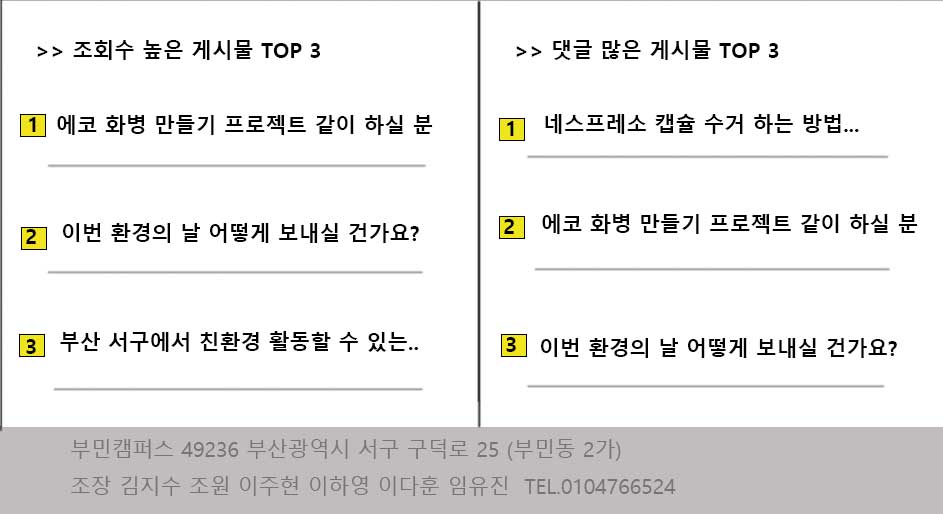 >> 조회수 높은 게시물 TOP 3
1 에코 화병 만들기 프로젝트 같이 하실 분
2 이번 환경의 날 어떻게 보내실 건가요?
3 부산 서구에서 친환경 활동할 수 있는..
>> 댓글 많은 게시물 TOP 3
1 네스프레소 캡슐 수거 하는 방법...
2 에코 화병 만들기 프로젝트 같이 하실 분
3 이번 환경의 날 어떻게 보내실 건가요?
부민캠퍼스 49236 부산광역시 서구 구덕로 25 (부민동 2가)
조장 김지수 조원 이주현 이하영 이다훈 임유진 TEL.0104766524